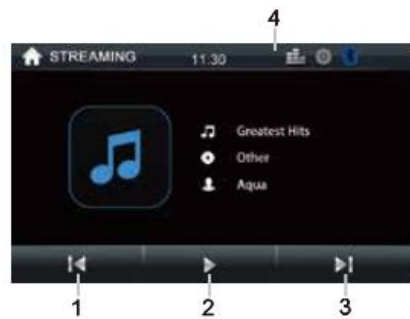 4
STREAMING 11:30
Greatest Hits
Other
Aqua
1 2 3